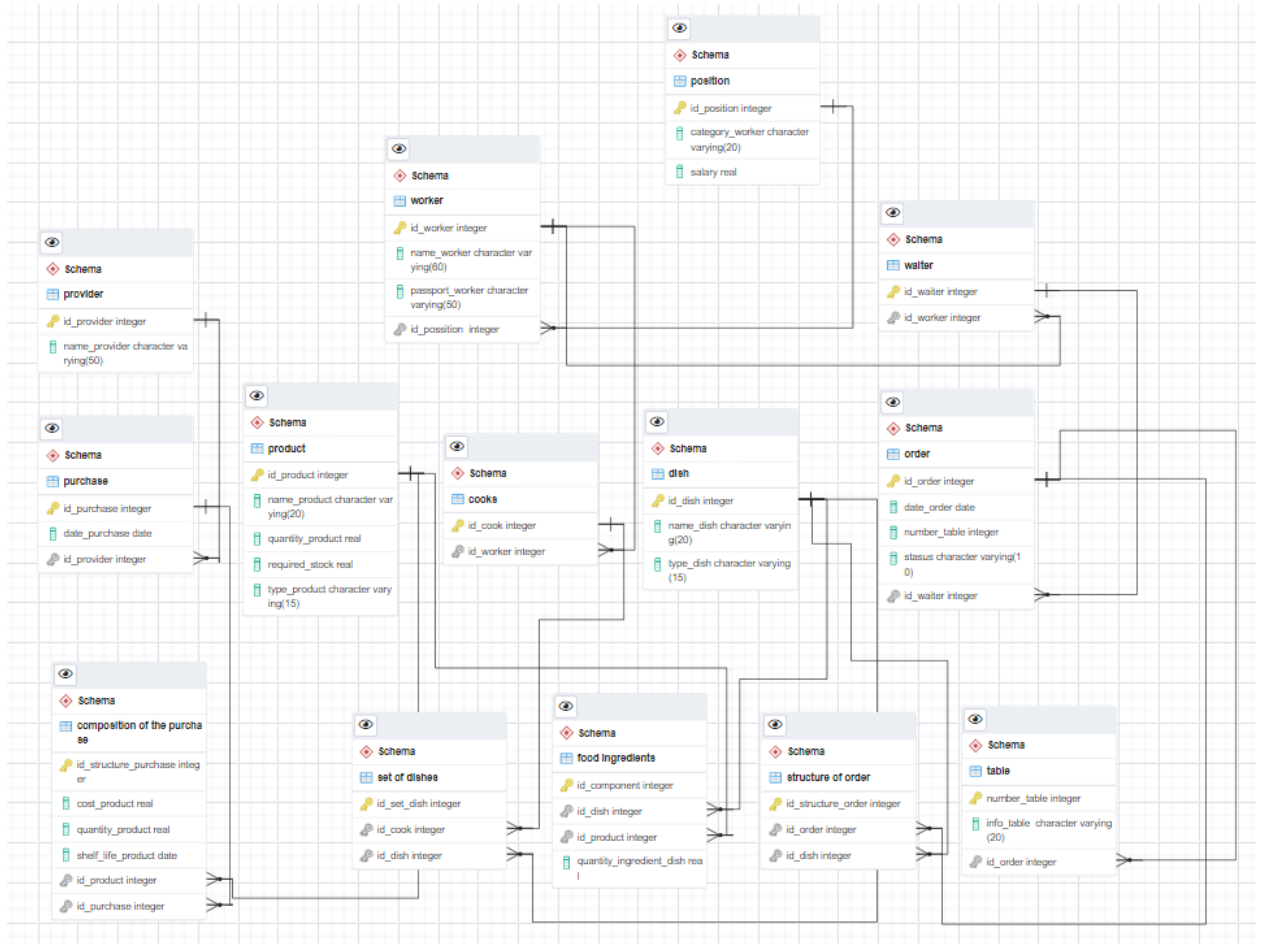 Schema
position
id_position integer
category_worker character
varying(20)
salary real
Schema
worker
id_worker integer
name_worker character var
ying(60)
passport_worker character
varying(50)
id_possition integer
Schema
waiter
id_waiter integer
id_worker integer
Schema
provider
id_provider integer
name_provider character va
rying(50)
Schema
purchase
id_purchase integer
date_purchase date
id_provider integer
Schema
product
id_product integer
name_product character var
ying(20)
quantity_product real
required_stock real
type_product character vary
ing(15)
Schema
cooks
id_cook integer
id_worker integer
Schema
dish
id_dish integer
name_dish character varyin
g(20)
type_dish character varying
(15)
Schema
order
id_order integer
date_order date
number_table integer
stasus character varying(1
0)
id_waiter integer
Schema
composition of the purcha
se
id_structure_purchase integ
er
cost_product real
quantity_product real
shelf_life_product date
id_product integer
id_purchase integer
Schema
set of dishes
id_set_dish integer
id_cook integer
id_dish integer
Schema
food ingredients
id_component integer
id_dish integer
id_product integer
quantity_ingredient_dish rea
l
Schema
structure of order
id_structure_order integer
id_order integer
id_dish integer
Schema
table
number_table integer
info_table character varying
(20)
id_order integer